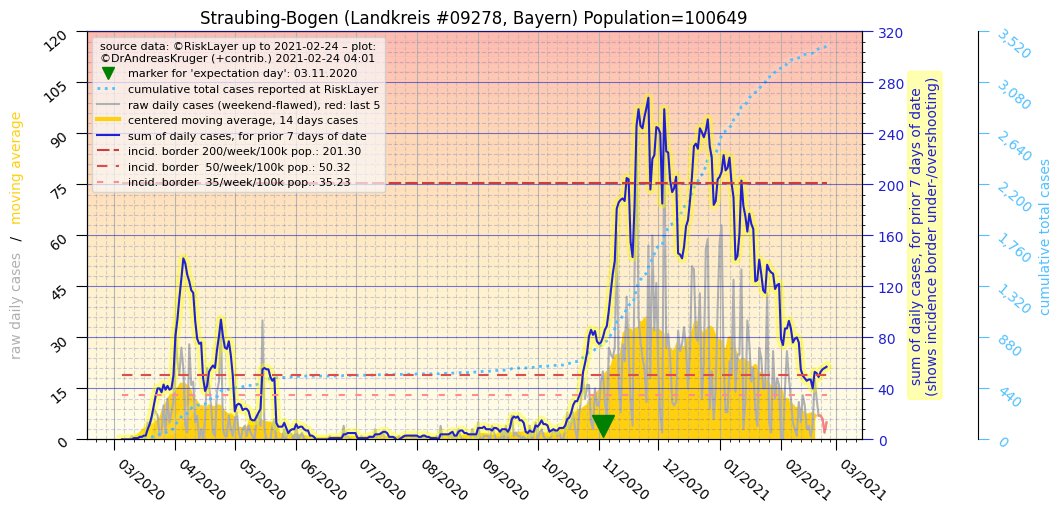 Straubing-Bogen (Landkreis #09278, Bayern) Population=100649
source data: ©RiskLayer up to 2021-02-24 – plot:
©DrAndreasKruger (+contrib.) 2021-02-24 04:01
marker for 'expectation day': 03.11.2020
cumulative total cases reported at RiskLayer
raw daily cases (weekend-flawed), red: last 5
centered moving average, 14 days cases
sum of daily cases, for prior 7 days of date
incid. border 200/week/100k pop.: 201.30
incid. border  50/week/100k pop.: 50.32
incid. border  35/week/100k pop.: 35.23
raw daily cases / moving average
120
105
90
75
60
45
30
15
0
03/2020
04/2020
05/2020
06/2020
07/2020
08/2020
09/2020
10/2020
11/2020
12/2020
01/2021
02/2021
03/2021
320
280
240
200
160
120
80
40
0
sum of daily cases, for prior 7 days of date
(shows incidence border under-/overshooting)
3,520
3,080
2,640
2,200
1,760
1,320
880
440
0
cumulative total cases